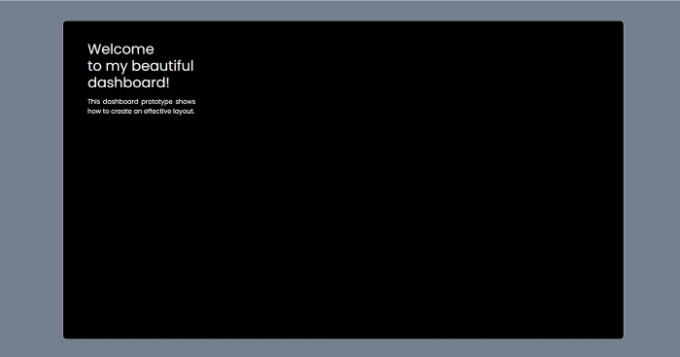 Welcome
to my beautiful
dashboard!
This dashboard prototype shows
how to create an effective layout.